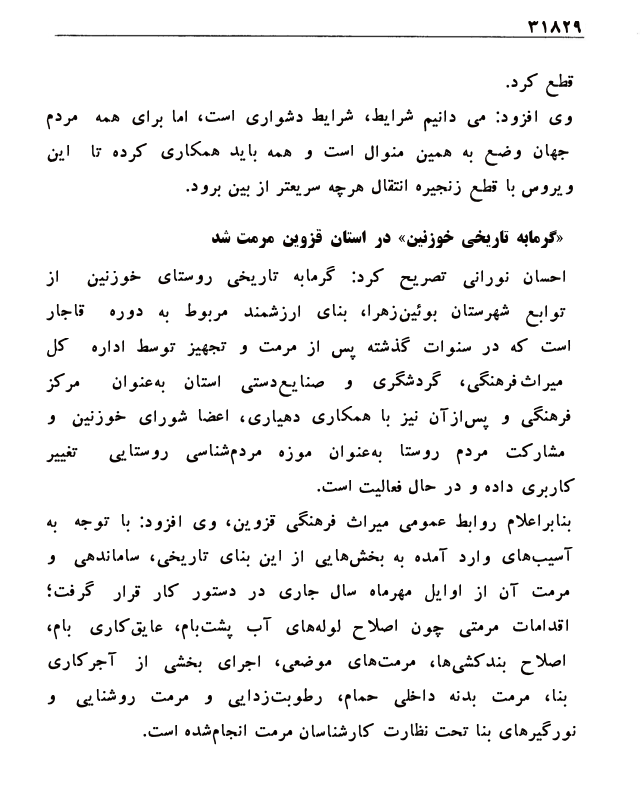 ۳۱۸۲۹
قطع کرد.
وی افزود: می دانیم شرایط، شرایط دشواری است، اما برای همه مردم
جهان وضع به همین منوال است و همه باید همکاری کرده تا این
ویروس با قطع زنجیره انتقال هرچه سریعتر از بین برود.
«گرمابه تاریخی خوزنین» در استان قزوین مرمت شد
احسان نورانی تصریح کرد: گرمابه تاریخی روستای خوزنین از
توابع شهرستان بوئین‌زهرا، بنای ارزشمند مربوط به دوره قاجار
است که در سنوات گذشته پس از مرمت و تجهیز توسط اداره کل
میراث‌فرهنگی، گردشگری و صنایع‌دستی استان به‌عنوان مرکز
فرهنگی و پس‌ازآن نیز با همکاری دهیاری، اعضا شورای خوزنین و
مشارکت مردم روستا به‌عنوان موزه مردم‌شناسی روستایی تغییر
کاربری داده و در حال فعالیت است.
بنابراعلام روابط عمومی میراث فرهنگی قزوین، وی افزود: با توجه به
آسیب‌های وارد آمده به بخش‌هایی از این بنای تاریخی، ساماندهی و
مرمت آن از اوایل مهرماه سال جاری در دستور کار قرار گرفت؛
اقدامات مرمتی چون اصلاح لوله‌های آب پشت‌بام، عایق‌کاری بام،
اصلاح بندکشی‌ها، مرمت‌های موضعی، اجرای بخشی از آجرکاری
بنا، مرمت بدنه داخلی حمام، رطوبت‌زدایی و مرمت روشنایی و
نورگیرهای بنا تحت نظارت کارشناسان مرمت انجام‌شده است.